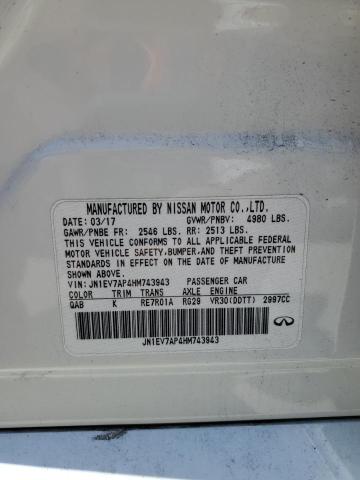 MANUFACTURED BY NISSAN MOTOR CO.,LTD.
DATE: 03/17 GVWR/PNBV: 4980 LBS.
GAWR/PNBE FR: 2546 LBS. RR: 2513 LBS.
THIS VEHICLE CONFORMS TO ALL APPLICABLE FEDERAL
MOTOR VEHICLE SAFETY,BUMPER,AND THEFT PREVENTION
STANDARDS IN EFFECT ON THE DATE OF MANUFACTURE
SHOWN ABOVE.
VIN: JN1EV7AP4HM743943 PASSENGER CAR
COLOR TRIM TRANS AXLE ENGINE
QAB K RE7R01A RG29 VR30(DDTT) 2997CC
JN1EV7AP4HM743943